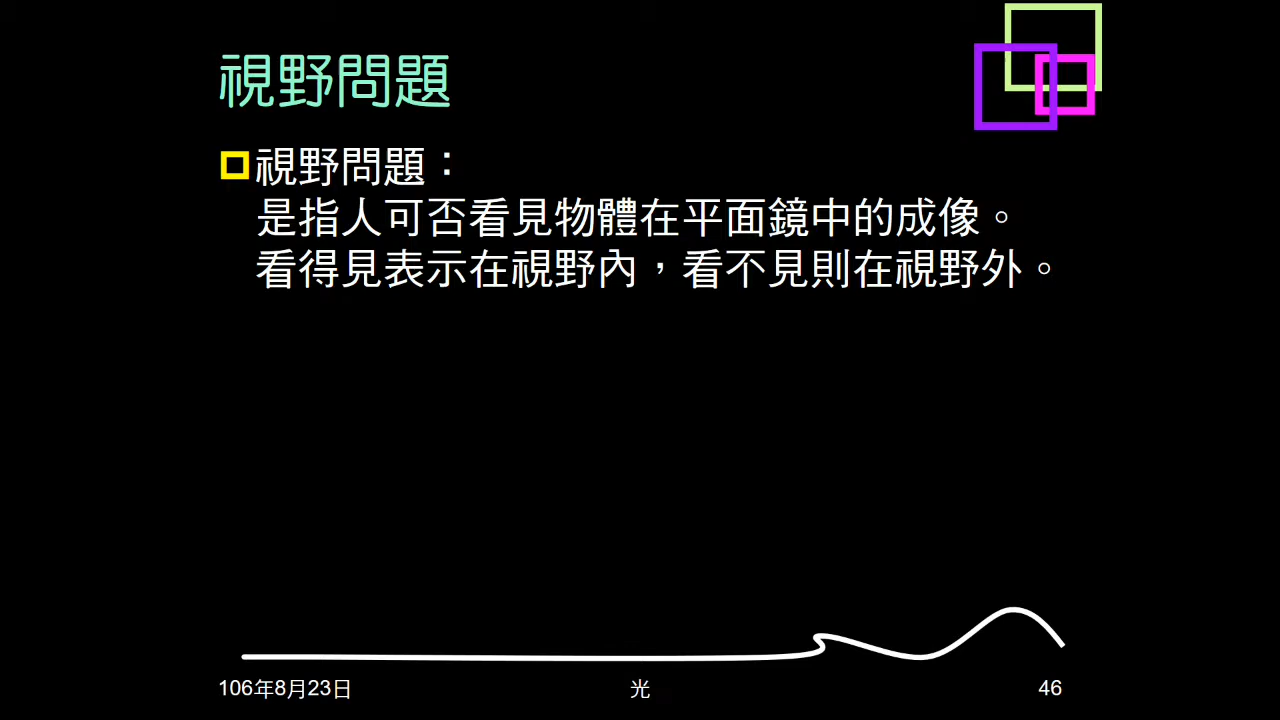 視野問題
視野問題：
是指人可否看見物體在平面鏡中的成像。
看得見表示在視野內，看不見則在視野外。
106年8月23日
光
46